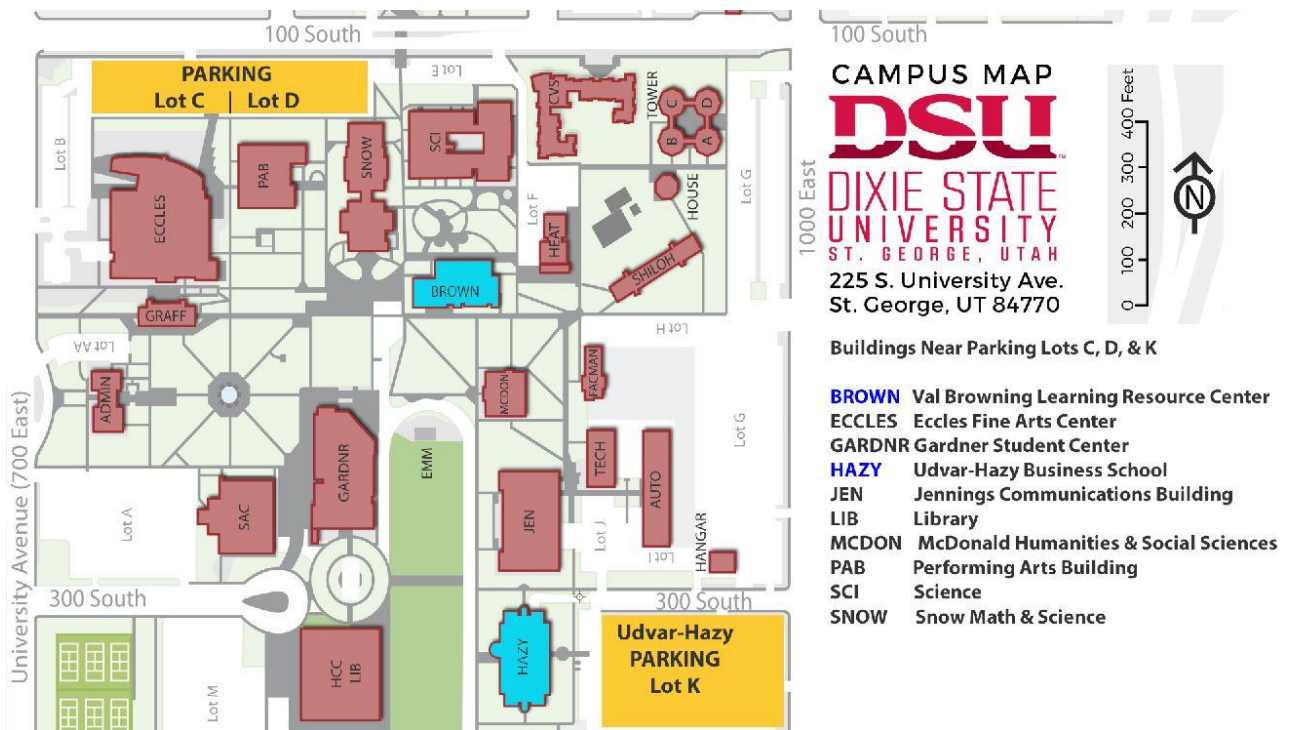 100 South
100 South
PARKING
Lot C | Lot D
Lot E
Lot B
ECCLES
PAB
SNOW
SCI
CVS
TOWER
C
D
B
A
HOUSE
Lot G
Lot F
HEAT
SHILOH
BROWN
GRAFF
Lot H
Lot AA
ADMIN
MCDON
FACMAN
Lot G
GARDNR
EMM
TECH
AUTO
SAC
JEN
Lot A
Lot J
Lot I
HANGAR
300 South
300 South
University Avenue (700 East)
1000 East
HCC
LIB
HAZY
Lot M
Udvar-Hazy
PARKING
Lot K
CAMPUS MAP
DSU
DIXIE STATE
UNIVERSITY
ST. GEORGE, UTAH
225 S. University Ave.
St. George, UT 84770
0 100 200 300 400 Feet
N
Buildings Near Parking Lots C, D, & K
BROWN Val Browning Learning Resource Center
ECCLES Eccles Fine Arts Center
GARDNR Gardner Student Center
HAZY Udvar-Hazy Business School
JEN Jennings Communications Building
LIB Library
MCDON McDonald Humanities & Social Sciences
PAB Performing Arts Building
SCI Science
SNOW Snow Math & Science